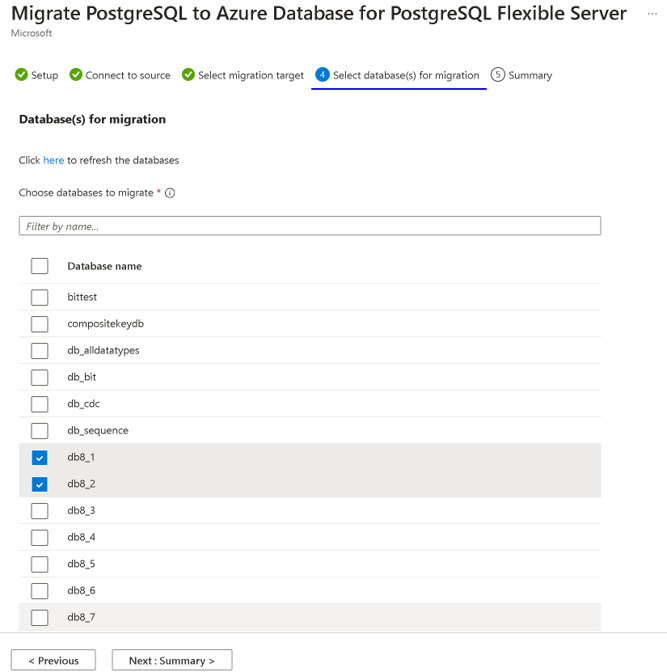 Migrate PostgreSQL to Azure Database for PostgreSQL Flexible Server ...
Microsoft
Setup Connect to source Select migration target 4 Select database(s) for migration 5 Summary
Database(s) for migration
Click here to refresh the databases
Choose databases to migrate *
Filter by name...
Database name
bittest
compositekeydb
db_alldatatypes
db_bit
db_cdc
db_sequence
db8_1
db8_2
db8_3
db8_4
db8_5
db8_6
db8_7
< Previous Next : Summary >